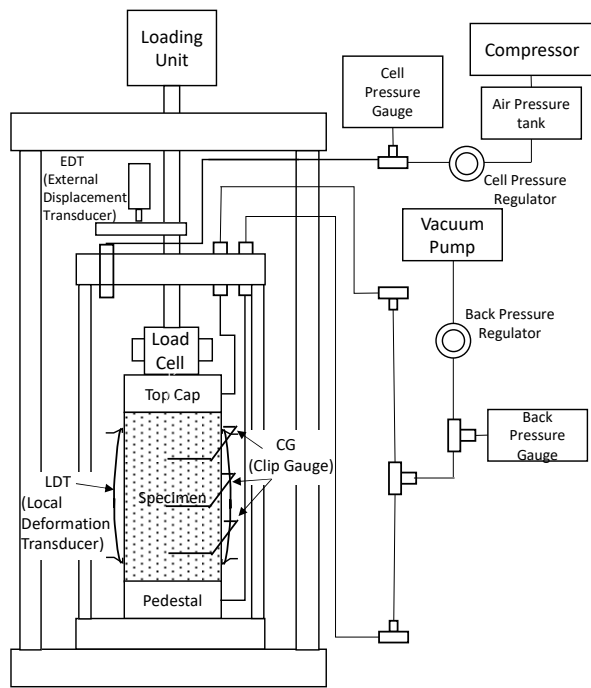 Loading
Unit
Compressor
Cell
Pressure
Gauge
Air Pressure
tank
EDT
(External
Displacement
Transducer)
Cell Pressure
Regulator
Vacuum
Pump
Back Pressure
Regulator
Load
Cell
Top Cap
Back
Pressure
Gauge
CG
(Clip Gauge)
LDT
(Local
Deformation
Transducer)
Specimen
Pedestal